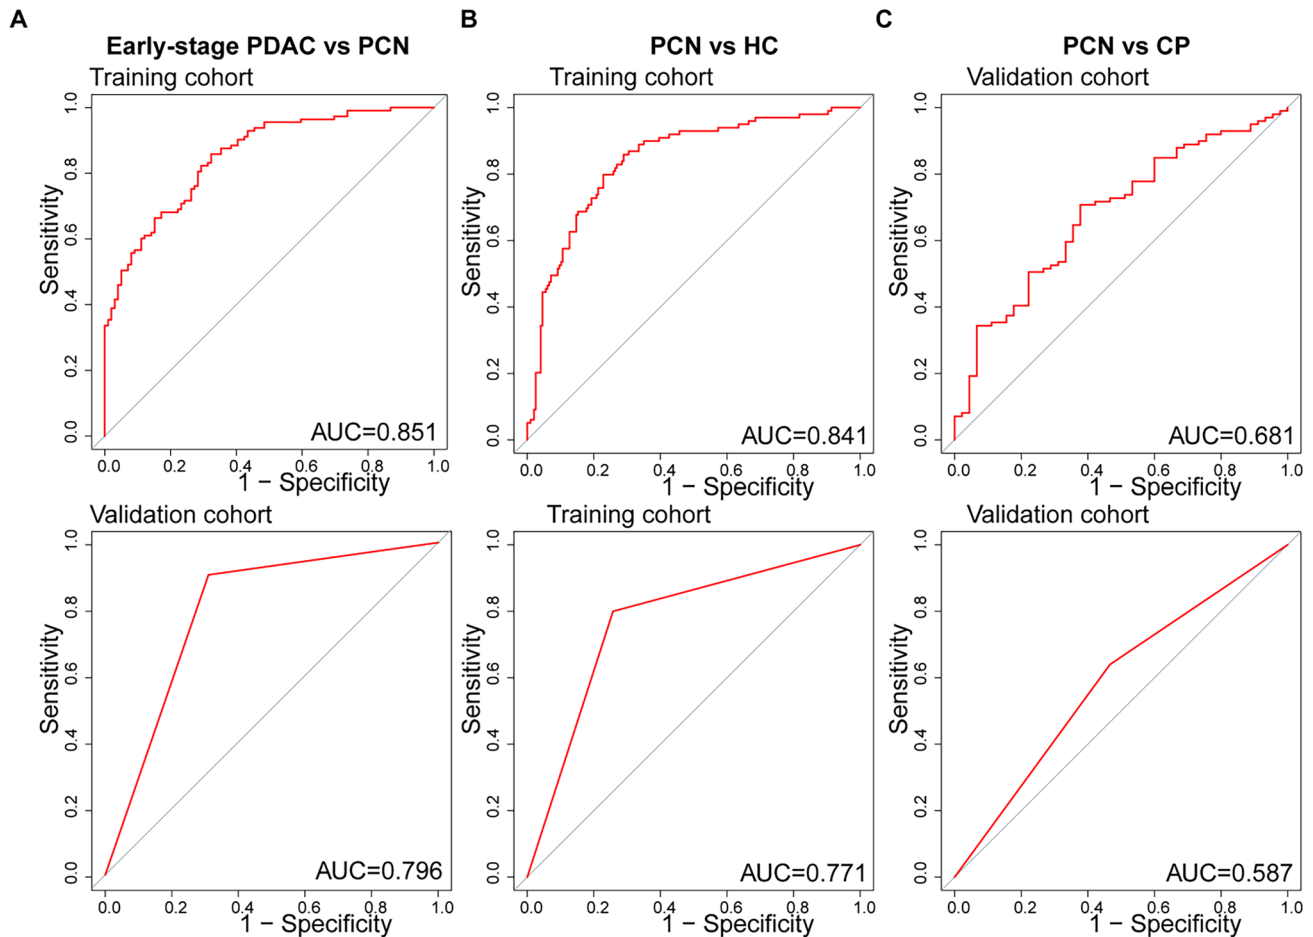 A
B
C
Early-stage PDAC vs PCN
PCN vs HC
PCN vs CP
Training cohort
Training cohort
Validation cohort
Sensitivity
0.0 0.2 0.4 0.6 0.8 1.0
AUC=0.851
0.0 0.2 0.4 0.6 0.8 1.0
1 − Specificity
Sensitivity
0.0 0.2 0.4 0.6 0.8 1.0
AUC=0.841
0.0 0.2 0.4 0.6 0.8 1.0
1 − Specificity
Sensitivity
0.0 0.2 0.4 0.6 0.8 1.0
AUC=0.681
0.0 0.2 0.4 0.6 0.8 1.0
1 − Specificity
Validation cohort
Training cohort
Validation cohort
Sensitivity
0.0 0.2 0.4 0.6 0.8 1.0
AUC=0.796
0.0 0.2 0.4 0.6 0.8 1.0
1 − Specificity
Sensitivity
0.0 0.2 0.4 0.6 0.8 1.0
AUC=0.771
0.0 0.2 0.4 0.6 0.8 1.0
1 − Specificity
Sensitivity
0.0 0.2 0.4 0.6 0.8 1.0
AUC=0.587
0.0 0.2 0.4 0.6 0.8 1.0
1 − Specificity